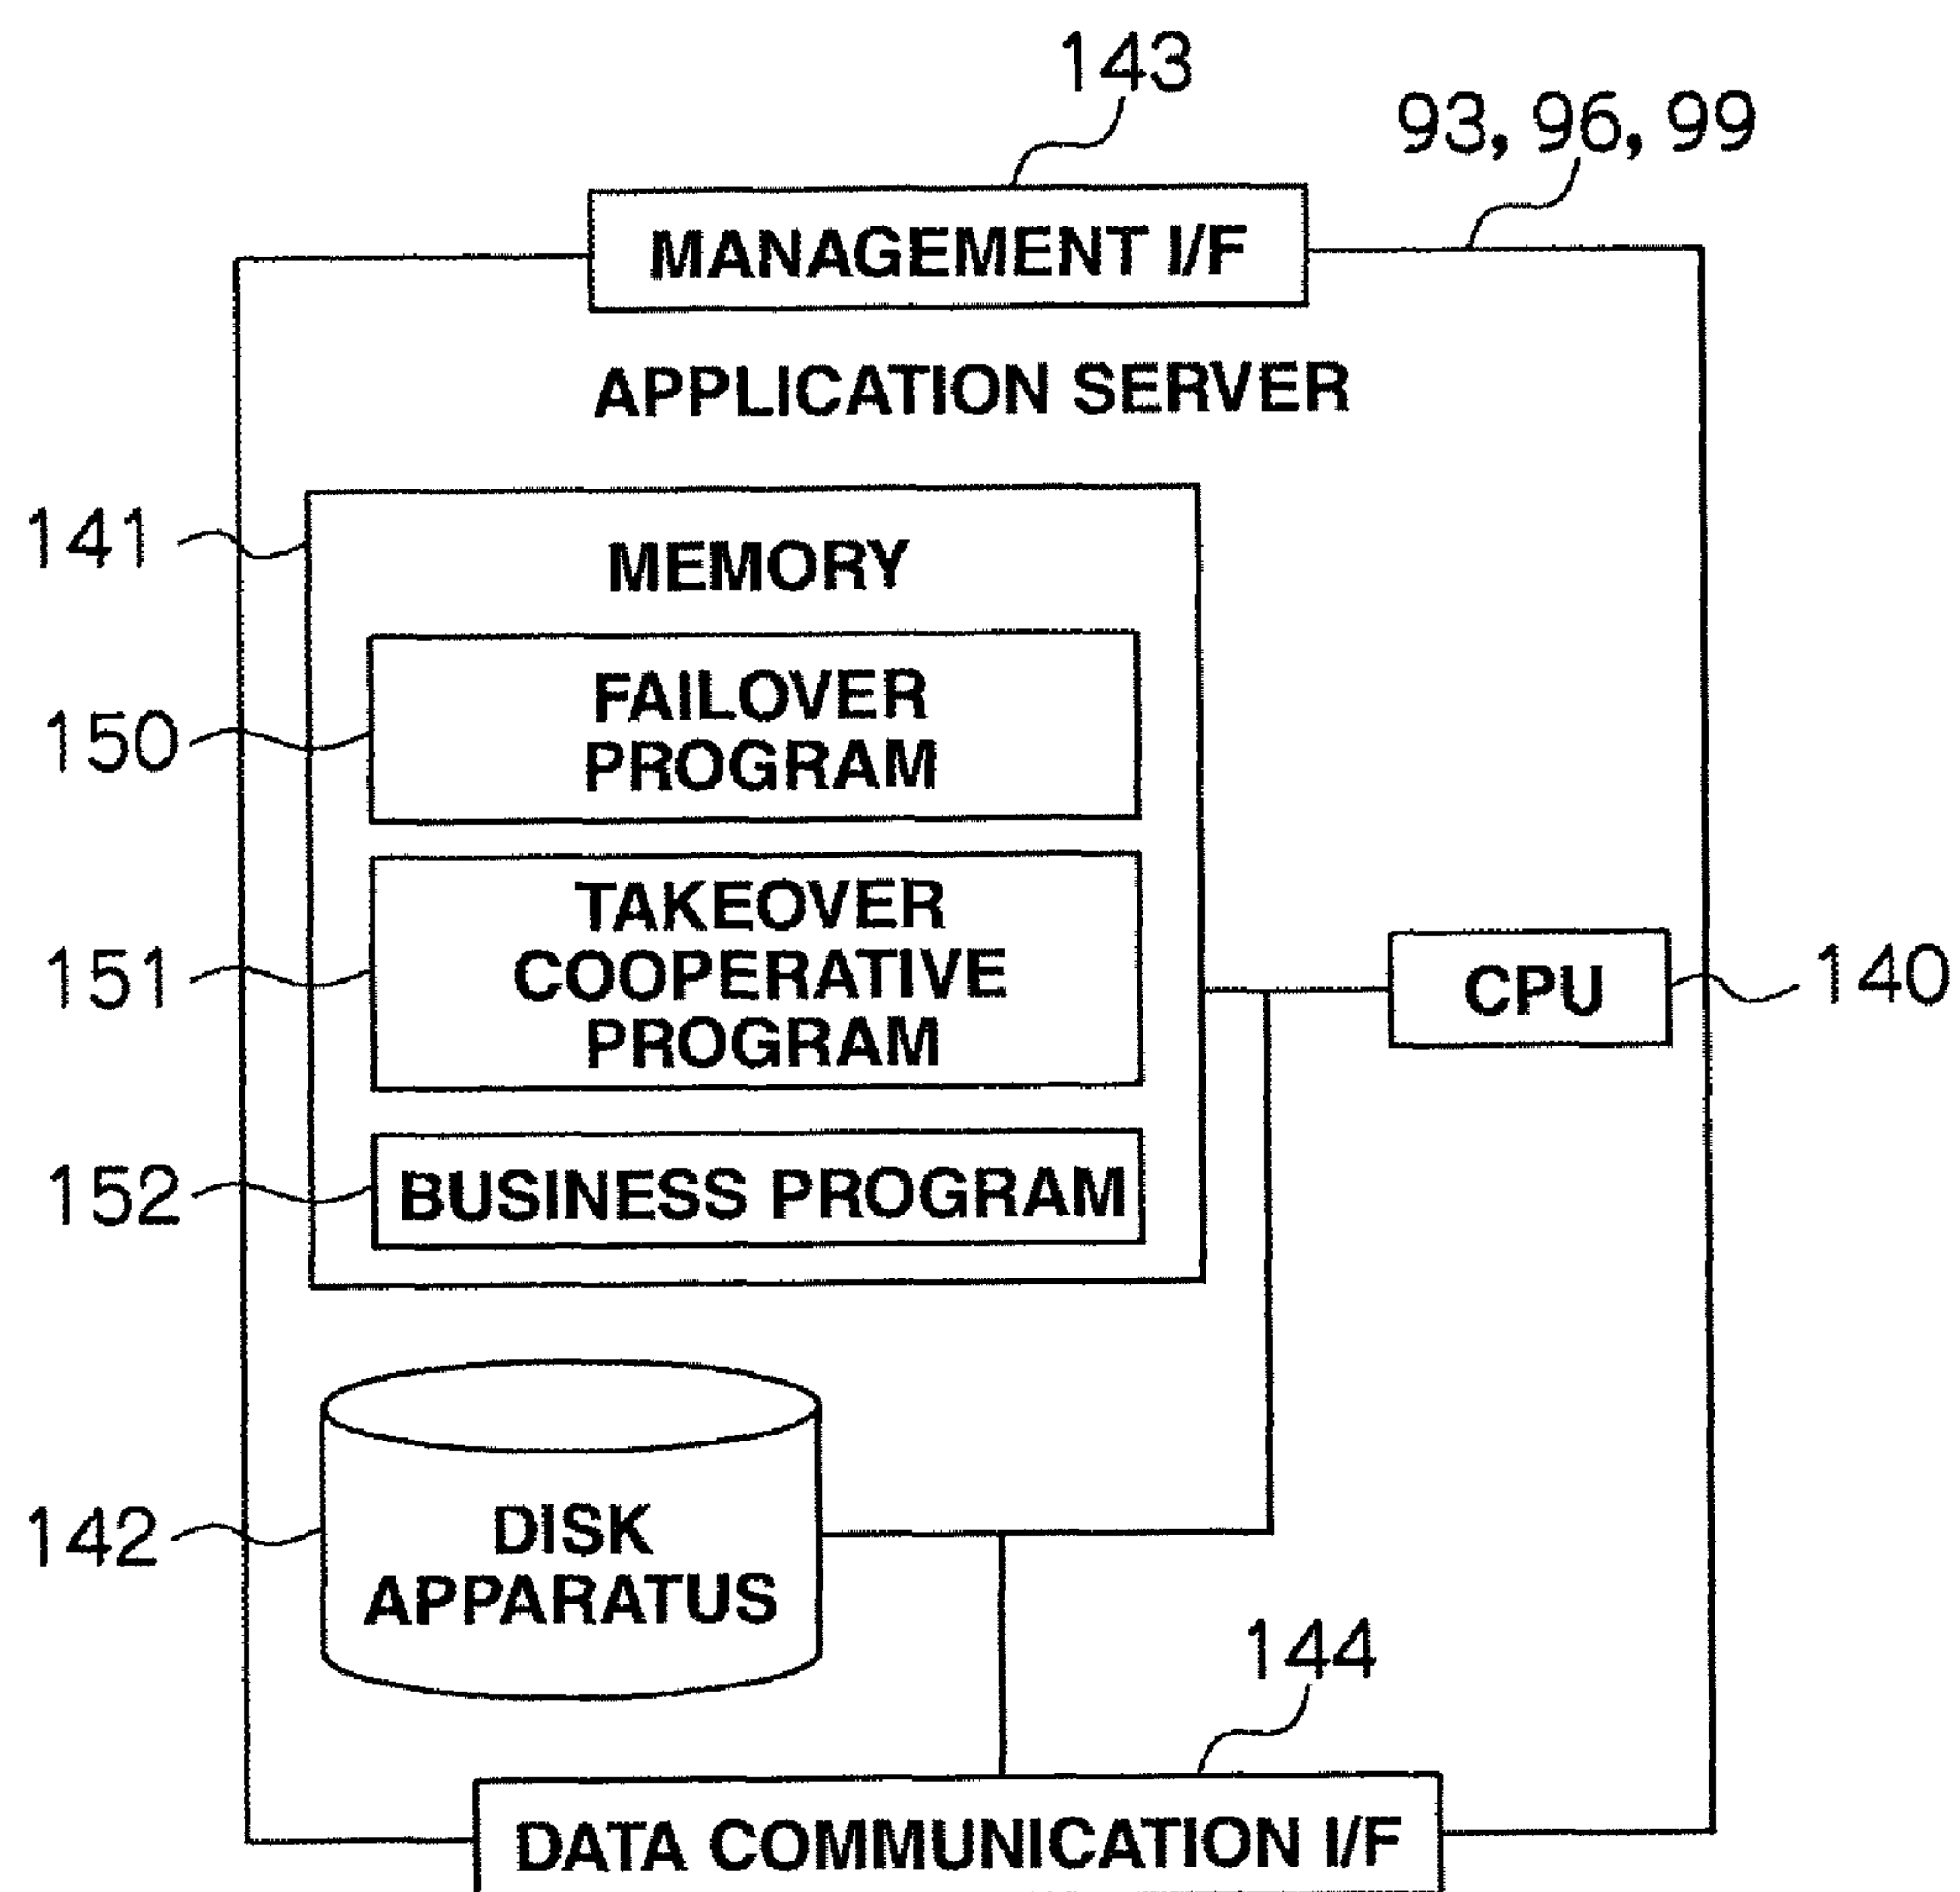 143
93, 96, 99
MANAGEMENT I/F
APPLICATION SERVER
141
MEMORY
150
FAILOVER
PROGRAM
151
TAKEOVER
COOPERATIVE
PROGRAM
CPU
140
152
BUSINESS PROGRAM
142
DISK
APPARATUS
144
DATA COMMUNICATION I/F